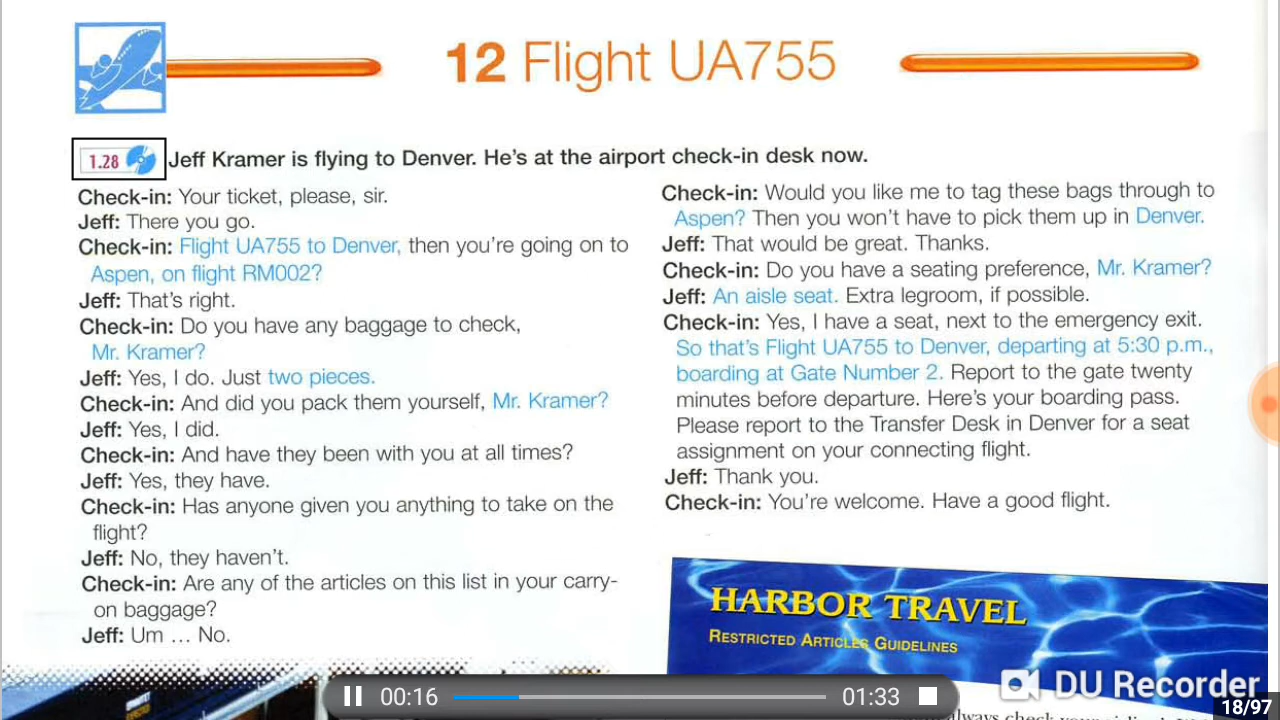 12 Flight UA755
1.28
Jeff Kramer is flying to Denver. He's at the airport check-in desk now.
Check-in: Your ticket, please, sir.
Jeff: There you go.
Check-in: Flight UA755 to Denver, then you're going on to
Aspen, on flight RM002?
Jeff: That's right.
Check-in: Do you have any baggage to check,
Mr. Kramer?
Jeff: Yes, I do. Just two pieces.
Check-in: And did you pack them yourself, Mr. Kramer?
Jeff: Yes, I did.
Check-in: And have they been with you at all times?
Jeff: Yes, they have.
Check-in: Has anyone given you anything to take on the
flight?
Jeff: No, they haven't.
Check-in: Are any of the articles on this list in your carry-
on baggage?
Jeff: Um ... No.
Check-in: Would you like me to tag these bags through to
Aspen? Then you won't have to pick them up in Denver.
Jeff: That would be great. Thanks.
Check-in: Do you have a seating preference, Mr. Kramer?
Jeff: An aisle seat. Extra legroom, if possible.
Check-in: Yes, I have a seat, next to the emergency exit.
So that's Flight UA755 to Denver, departing at 5:30 p.m.,
boarding at Gate Number 2. Report to the gate twenty
minutes before departure. Here's your boarding pass.
Please report to the Transfer Desk in Denver for a seat
assignment on your connecting flight.
Jeff: Thank you.
Check-in: You're welcome. Have a good flight.
HARBOR TRAVEL
RESTRICTED ARTICLES GUIDELINES
DU Recorder
00:16
01:33
18/97